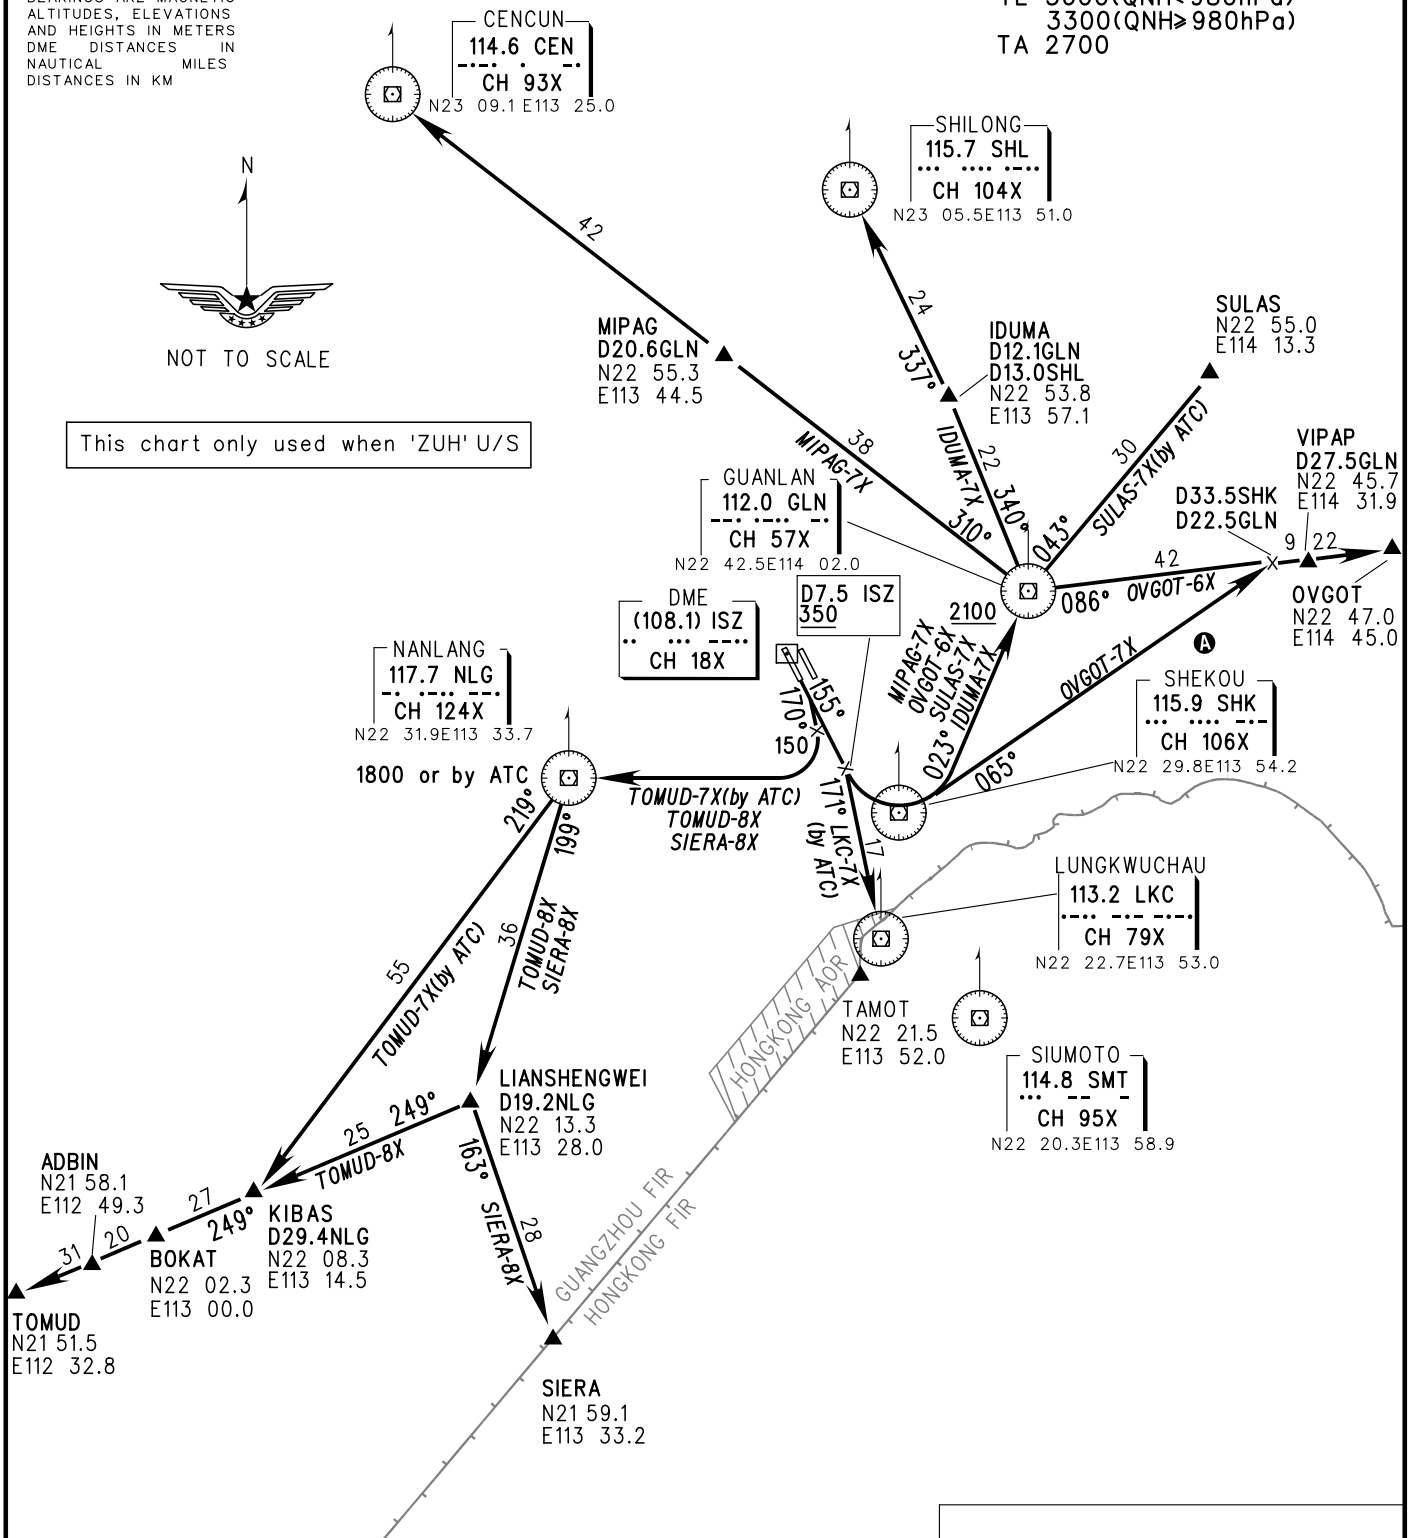 ALTITUDES, ELEVATIONS
AND HEIGHTS IN METERS
DME DISTANCES IN
NAUTICAL MILES
DISTANCES IN KM
3300(QNH≥980hPa)
TA 2700
CENCUN
114.6 CEN
CH 93X
N23 09.1 E113 25.0
SHILONG
115.7 SHL
CH 104X
N23 05.5E113 51.0
N
NOT TO SCALE
This chart only used when 'ZUH' U/S
42
MIPAG
D20.6GLN
N22 55.3
E113 44.5
24
337°
IDUMA
D12.1GLN
D13.0SHL
N22 53.8
E113 57.1
SULAS
N22 55.0
E114 13.3
38
MIPAG-7X
310°
22
IDUMA-7X
340°
30
SULAS-7X(by ATC)
043°
GUANLAN
112.0 GLN
CH 57X
N22 42.5E114 02.0
VIPAP
D27.5GLN
N22 45.7
E114 31.9
D33.5SHK
D22.5GLN
9
22
42
086°
OVGOT-6X
OVGOT
N22 47.0
E114 45.0
DME
(108.1) ISZ
CH 18X
D7.5 ISZ
350
2100
MIPAG-7X
OVGOT-6X
SULAS-7X
IDUMA-7X
023°
OVGOT-7X
065°
A
NANLANG
117.7 NLG
CH 124X
N22 31.9E113 33.7
155°
170°
150
SHEKOU
115.9 SHK
CH 106X
N22 29.8E113 54.2
1800 or by ATC
TOMUD-7X(by ATC)
TOMUD-8X
SIERA-8X
171°
LKC-7X
(by ATC)
17
219°
199°
LUNGKWUCHAU
113.2 LKC
CH 79X
N22 22.7E113 53.0
55
TOMUD-7X(by ATC)
36
TOMUD-8X
SIERA-8X
HONGKONG AOR
TAMOT
N22 21.5
E113 52.0
SIUMOTO
114.8 SMT
CH 95X
N22 20.3E113 58.9
LIANSHENGWEI
D19.2NLG
N22 13.3
E113 28.0
25
249°
TOMUD-8X
163°
SIERA-8X
28
ADBIN
N21 58.1
E112 49.3
27
249°
20
31
KIBAS
D29.4NLG
N22 08.3
E113 14.5
BOKAT
N22 02.3
E113 00.0
TOMUD
N21 51.5
E112 32.8
GUANGZHOU FIR
HONGKONG FIR
SIERA
N21 59.1
E113 33.2